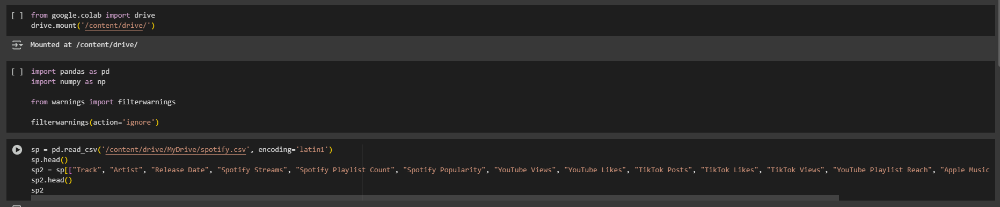 [ ] from google.colab import drive
drive.mount('/content/drive/')
Mounted at /content/drive/
[ ] import pandas as pd
import numpy as np
from warnings import filterwarnings
filterwarnings(action='ignore')
sp = pd.read_csv('/content/drive/MyDrive/spotify.csv', encoding='latin1')
sp.head()
sp2 = sp[["Track", "Artist", "Release Date", "Spotify Streams", "Spotify Playlist Count", "Spotify Popularity", "YouTube Views", "YouTube Likes", "TikTok Posts", "TikTok Likes", "TikTok Views", "YouTube Playlist Reach", "Apple Music
sp2.head()
sp2